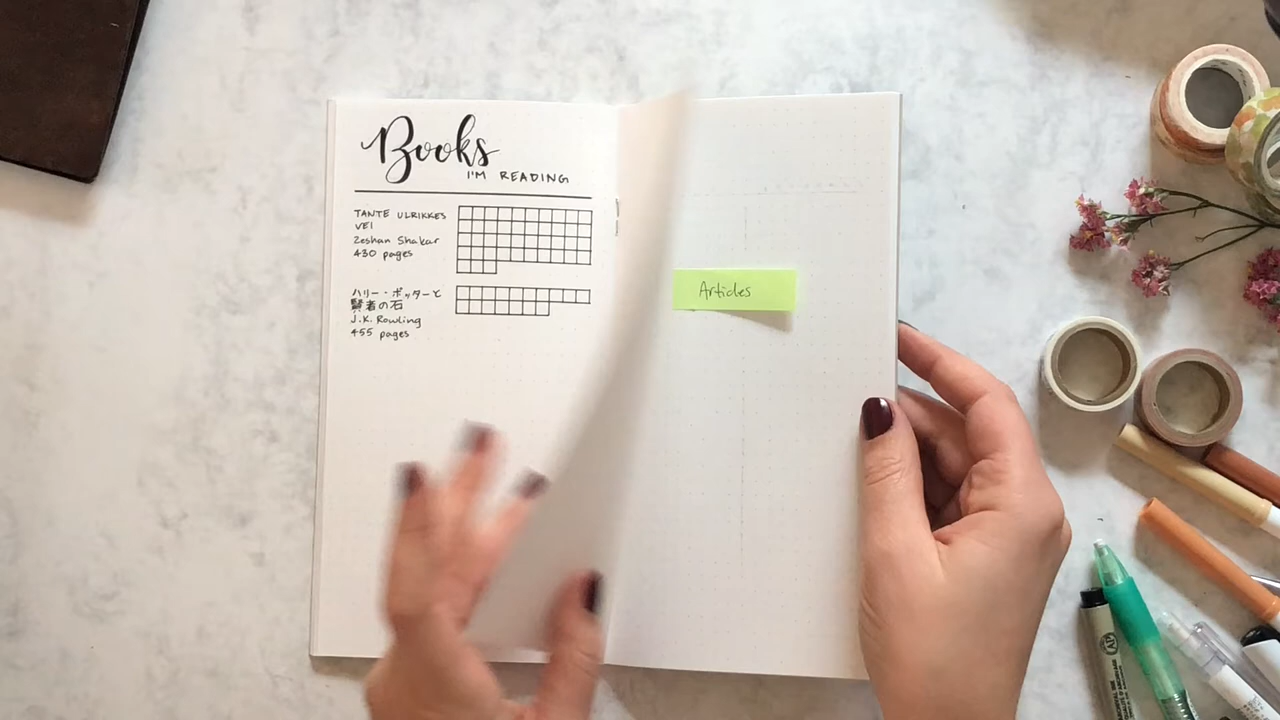 Books
I'M READING
TANTE ULRIKKES
VEI
Zeshan Shakar
430 pages
ハリー・ポッターと
賢者の石
J.K. Rowling
455 pages
Articles